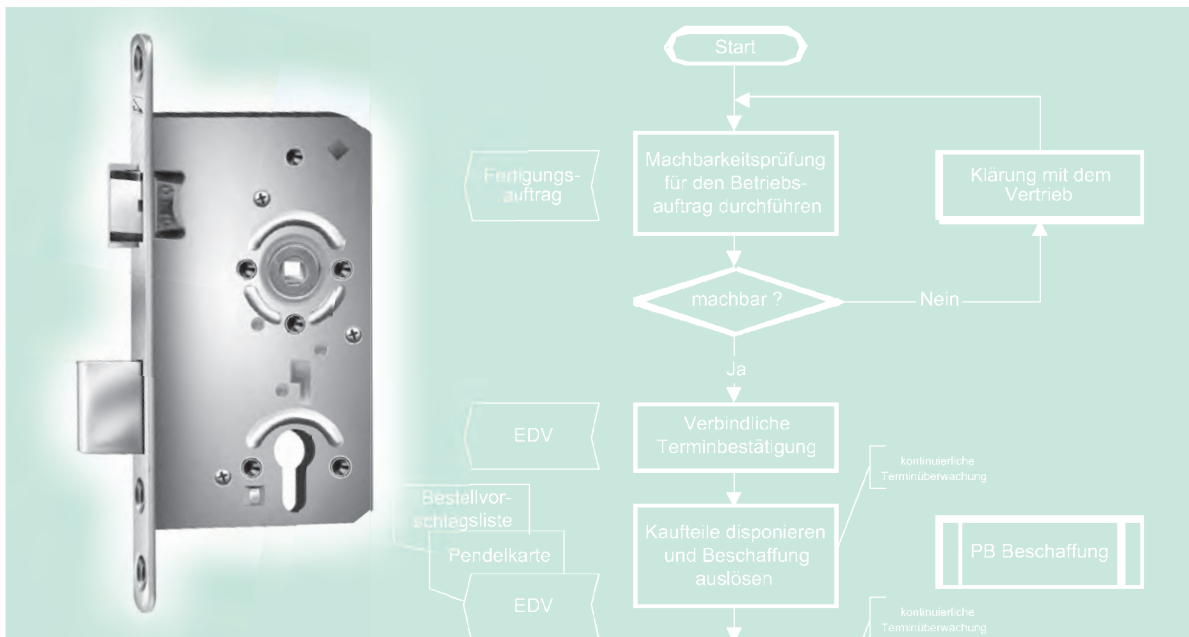 Start
Machbarkeitsprüfung
für den Betriebs-
auftrag durchführen
Fertigungs-
auftrag
Klärung mit dem
Vertrieb
machbar ?
Nein
Ja
EDV
Verbindliche
Terminbestätigung
kontinuierliche
Terminüberwachung
Bestellvor-
schlagsliste
Pendelkarte
EDV
Kaufteile disponieren
und Beschaffung
auslösen
PB Beschaffung
kontinuierliche
Terminüberwachung